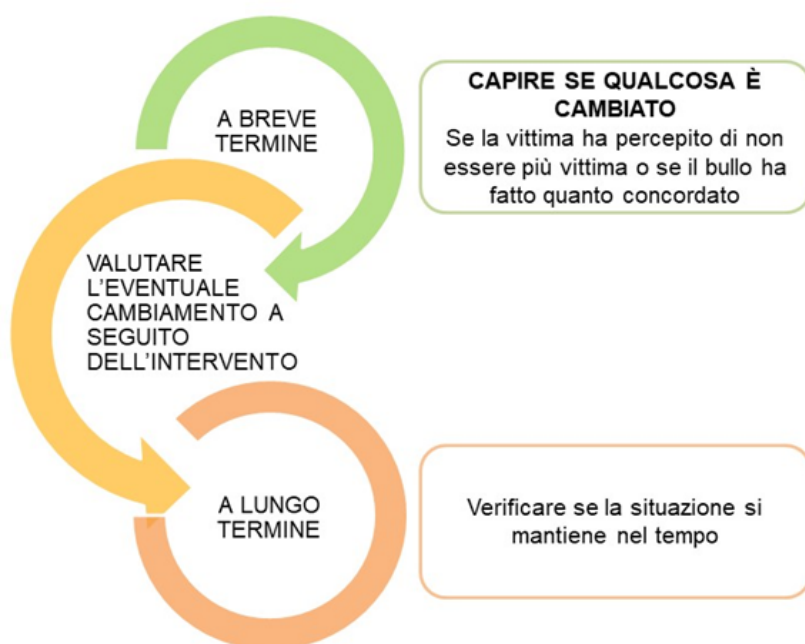 A BREVE
TERMINE
CAPIRE SE QUALCOSA È
CAMBIATO
Se la vittima ha percepito di non
essere più vittima o se il bullo ha
fatto quanto concordato
VALUTARE
L’EVENTUALE
CAMBIAMENTO A
SEGUITO
DELL’INTERVENTO
A LUNGO
TERMINE
Verificare se la situazione si
mantiene nel tempo